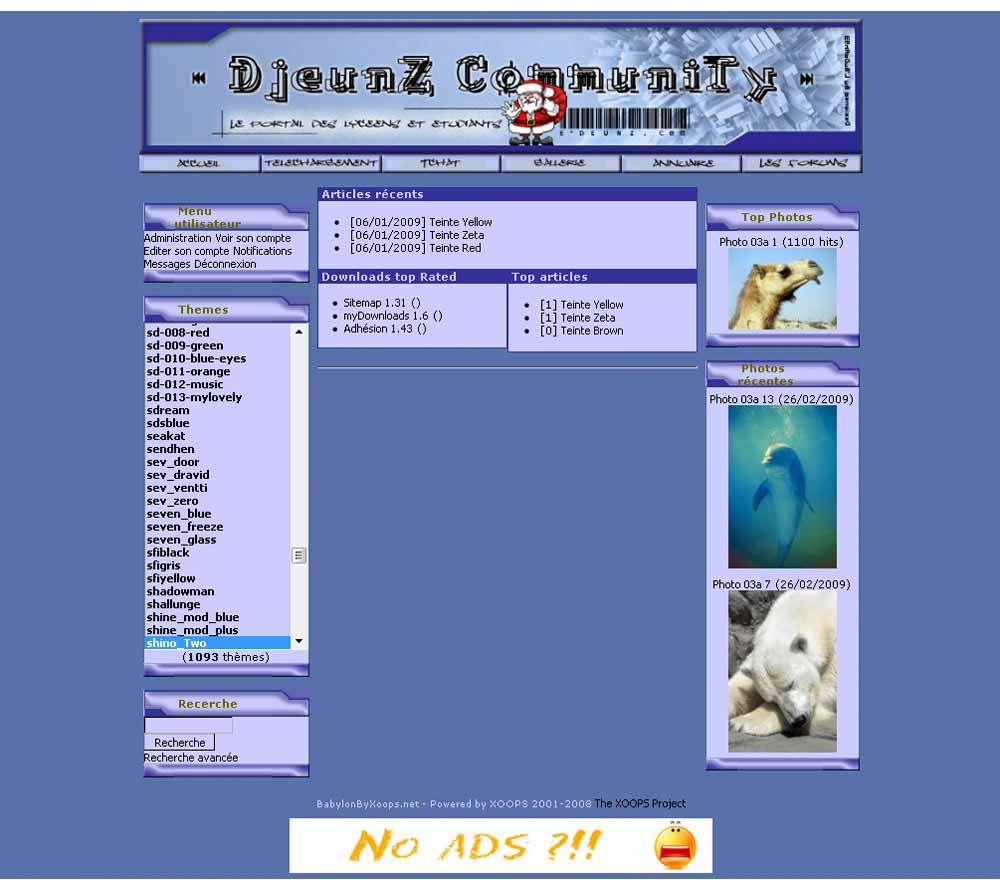 DjeunZ CommuniTy
LE PORTAIL DES LYCEENS ET ETUDIANTS
E-DEUNZ.COM
ACCUEIL
TELECHARGEMENT
TCHAT
GALLERIE
ANNUAIRE
LES FORUMS
Menu utilisateur
Administration Voir son compte
Editer son compte Notifications
Messages Déconnexion
Themes
sd-008-red
sd-009-green
sd-010-blue-eyes
sd-011-orange
sd-012-music
sd-013-mylovely
sdream
sdsblue
seakat
sendhen
sev_door
sev_dravid
sev_ventti
sev_zero
seven_blue
seven_freeze
seven_glass
sfiblack
sfigris
sfiyellow
shadowman
shallunge
shine_mod_blue
shine_mod_plus
shino_Two
(1093 thèmes)
Recerche
Recherche
Recherche avancée
Articles récents
[06/01/2009] Teinte Yellow
[06/01/2009] Teinte Zeta
[06/01/2009] Teinte Red
Downloads top Rated
Sitemap 1.31 ()
myDownloads 1.6 ()
Adhésion 1.43 ()
Top articles
[1] Teinte Yellow
[1] Teinte Zeta
[0] Teinte Brown
Top Photos
Photo 03a 1 (1100 hits)
Photos récentes
Photo 03a 13 (26/02/2009)
Photo 03a 7 (26/02/2009)
BabylonByXoops.net - Powered by XOOPS 2001-2008 The XOOPS Project
No ADS ?!!